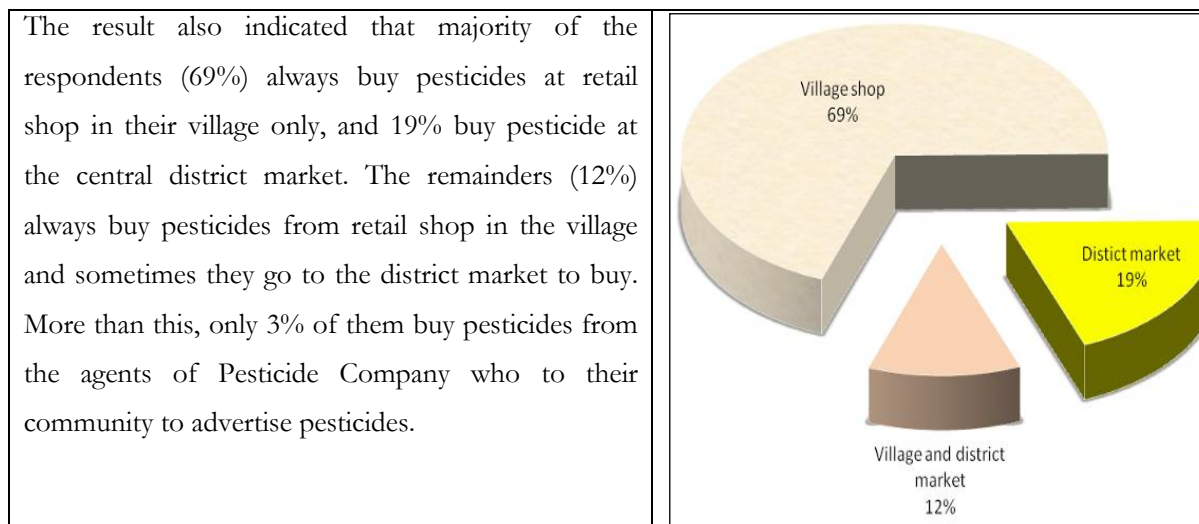 The result also indicated that majority of the
respondents (69%) always buy pesticides at retail
shop in their village only, and 19% buy pesticide at
the central district market. The remainders (12%)
always buy pesticides from retail shop in the village
and sometimes they go to the district market to buy.
More than this, only 3% of them buy pesticides from
the agents of Pesticide Company who to their
community to advertise pesticides.
Village shop
69%
Distict market
19%
Village and district
market
12%